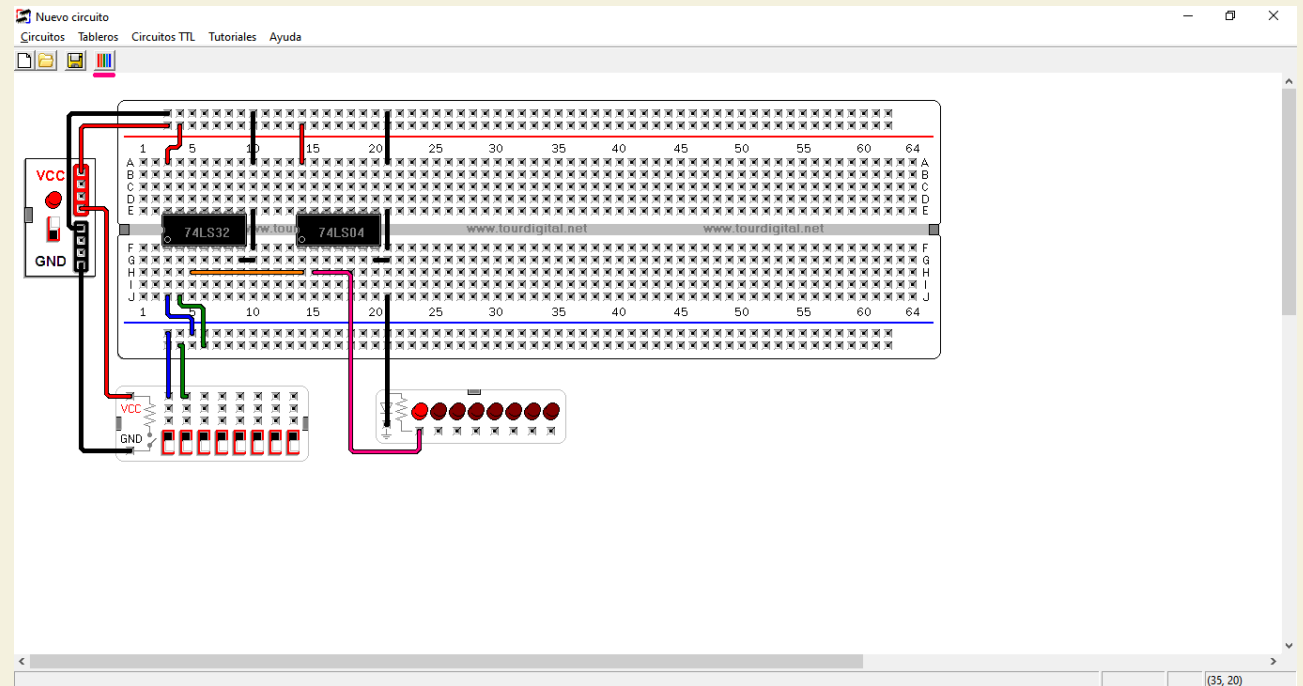 Nuevo circuito
Circuitos Tableros Circuitos TTL Tutoriales Ayuda
1 5 10 15 20 25 30 35 40 45 50 55 60 64
A A
B B
C C
D D
E E
VCC
GND
74LS32 www.tour 74LS04 www.tourdigital.net www.tourdigital.net
F F
G G
H H
I I
J J
1 5 10 15 20 25 30 35 40 45 50 55 60 64
VCC
GND
(35, 20)